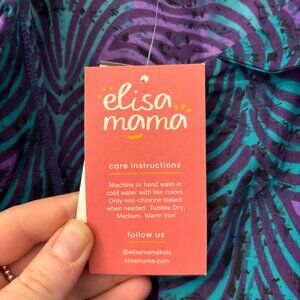 elisa
mama
care instructions
Machine or hand wash in
cold water with like colors.
Only non-chlorine bleach
when needed. Tumble Dry,
Medium. Warm Iron
follow us
@elisamamakids
elisamama.com